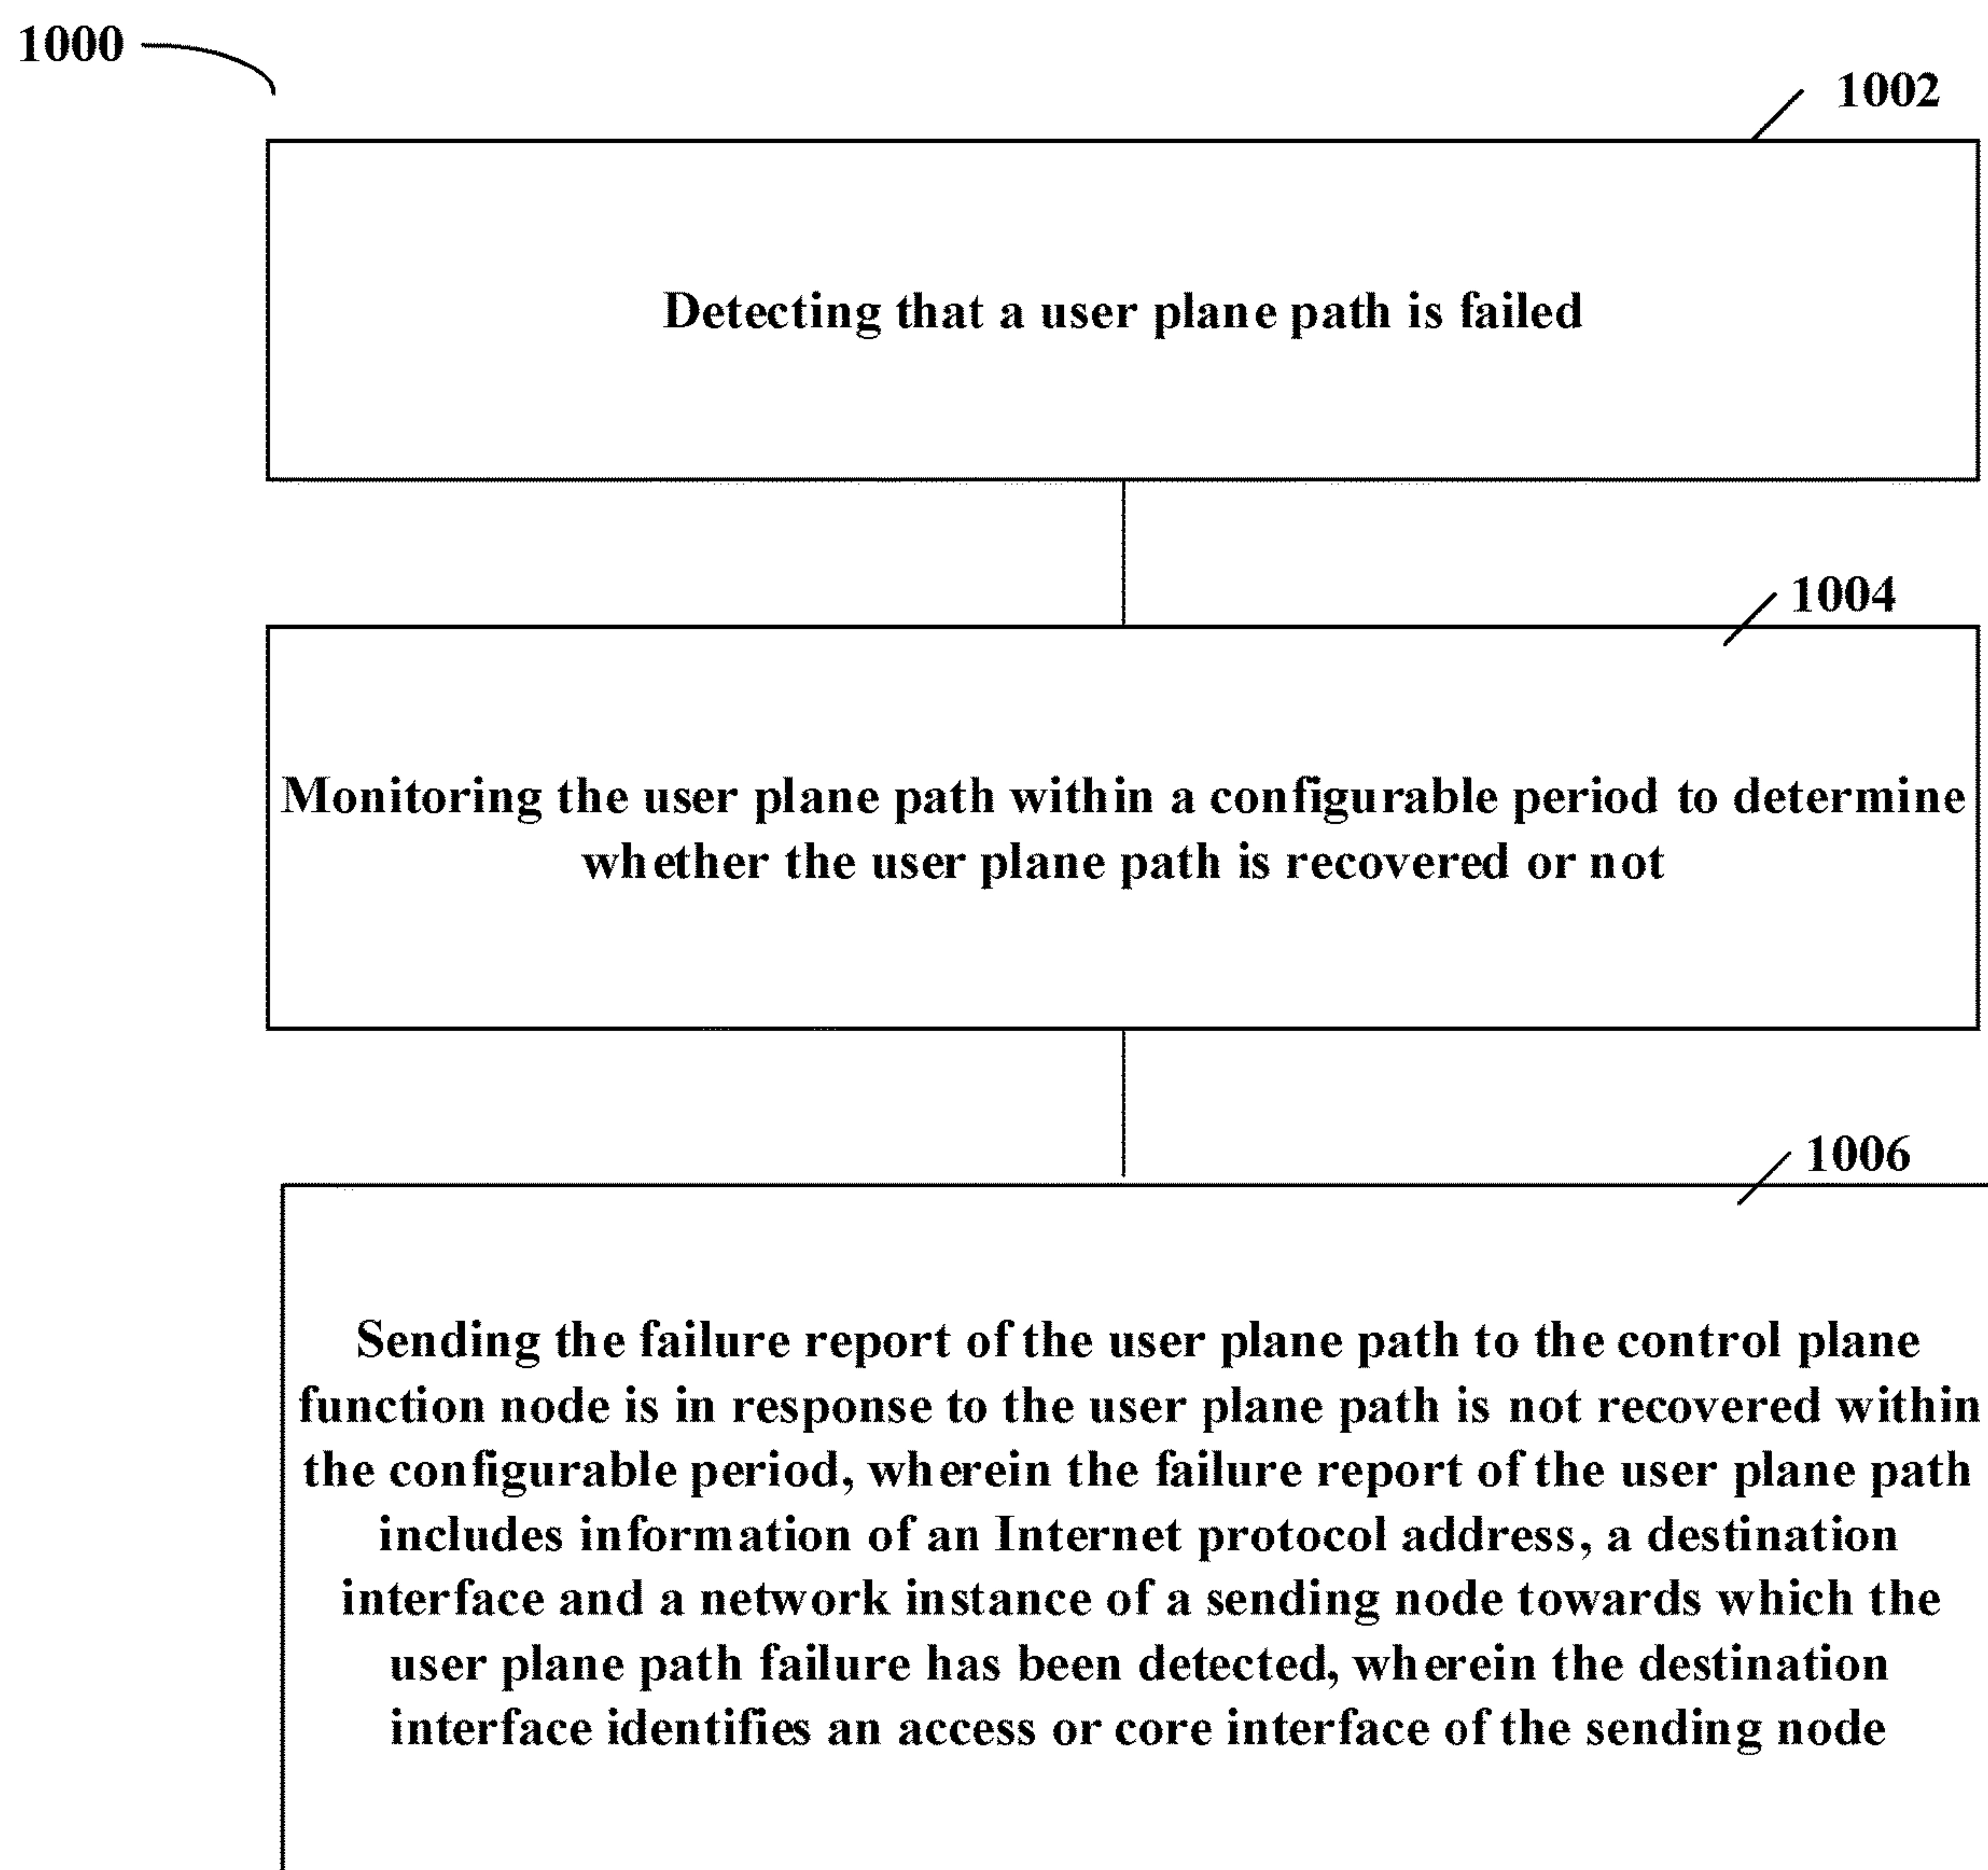 1000
1002
Detecting that a user plane path is failed
1004
Monitoring the user plane path within a configurable period to determine
whether the user plane path is recovered or not
1006
Sending the failure report of the user plane path to the control plane
function node is in response to the user plane path is not recovered within
the configurable period, wherein the failure report of the user plane path
includes information of an Internet protocol address, a destination
interface and a network instance of a sending node towards which the
user plane path failure has been detected, wherein the destination
interface identifies an access or core interface of the sending node